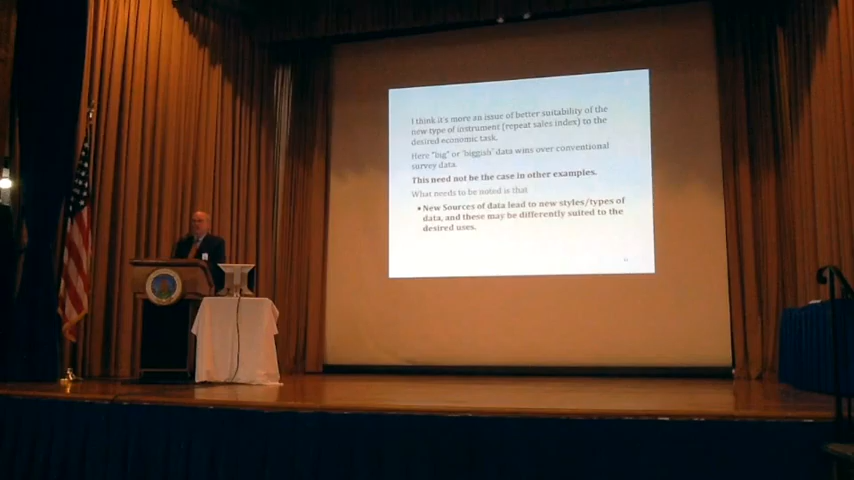 I think it's more an issue of better suitability of the
new type of instrument (repeat sales index) to the
desired economic task.
Here "big" or 'biggish' data wins over conventional
survey data.
This need not be the case in other examples.
What needs to be noted is that
• New Sources of data lead to new styles/types of
data, and these may be differently suited to the
desired uses.